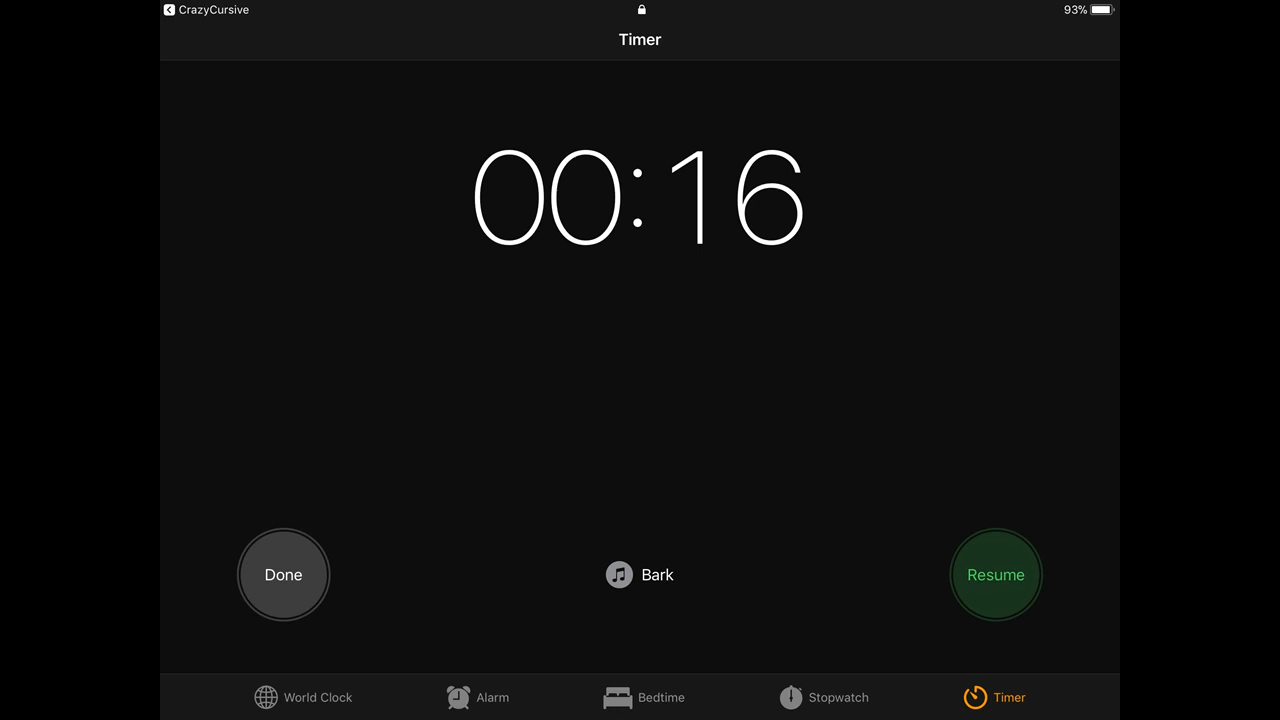 CrazyCursive
93%
Timer
00:16
Done
Bark
Resume
World Clock
Alarm
Bedtime
Stopwatch
Timer